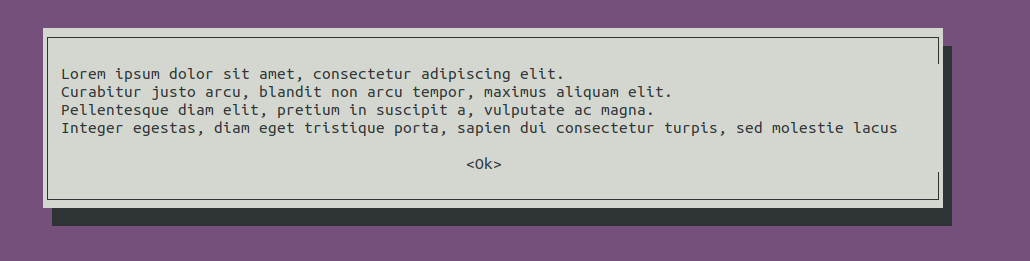 Lorem ipsum dolor sit amet, consectetur adipiscing elit.
Curabitur justo arcu, blandit non arcu tempor, maximus aliquam elit.
Pellentesque diam elit, pretium in suscipit a, vulputate ac magna.
Integer egestas, diam eget tristique porta, sapien dui consectetur turpis, sed molestie lacus
<Ok>